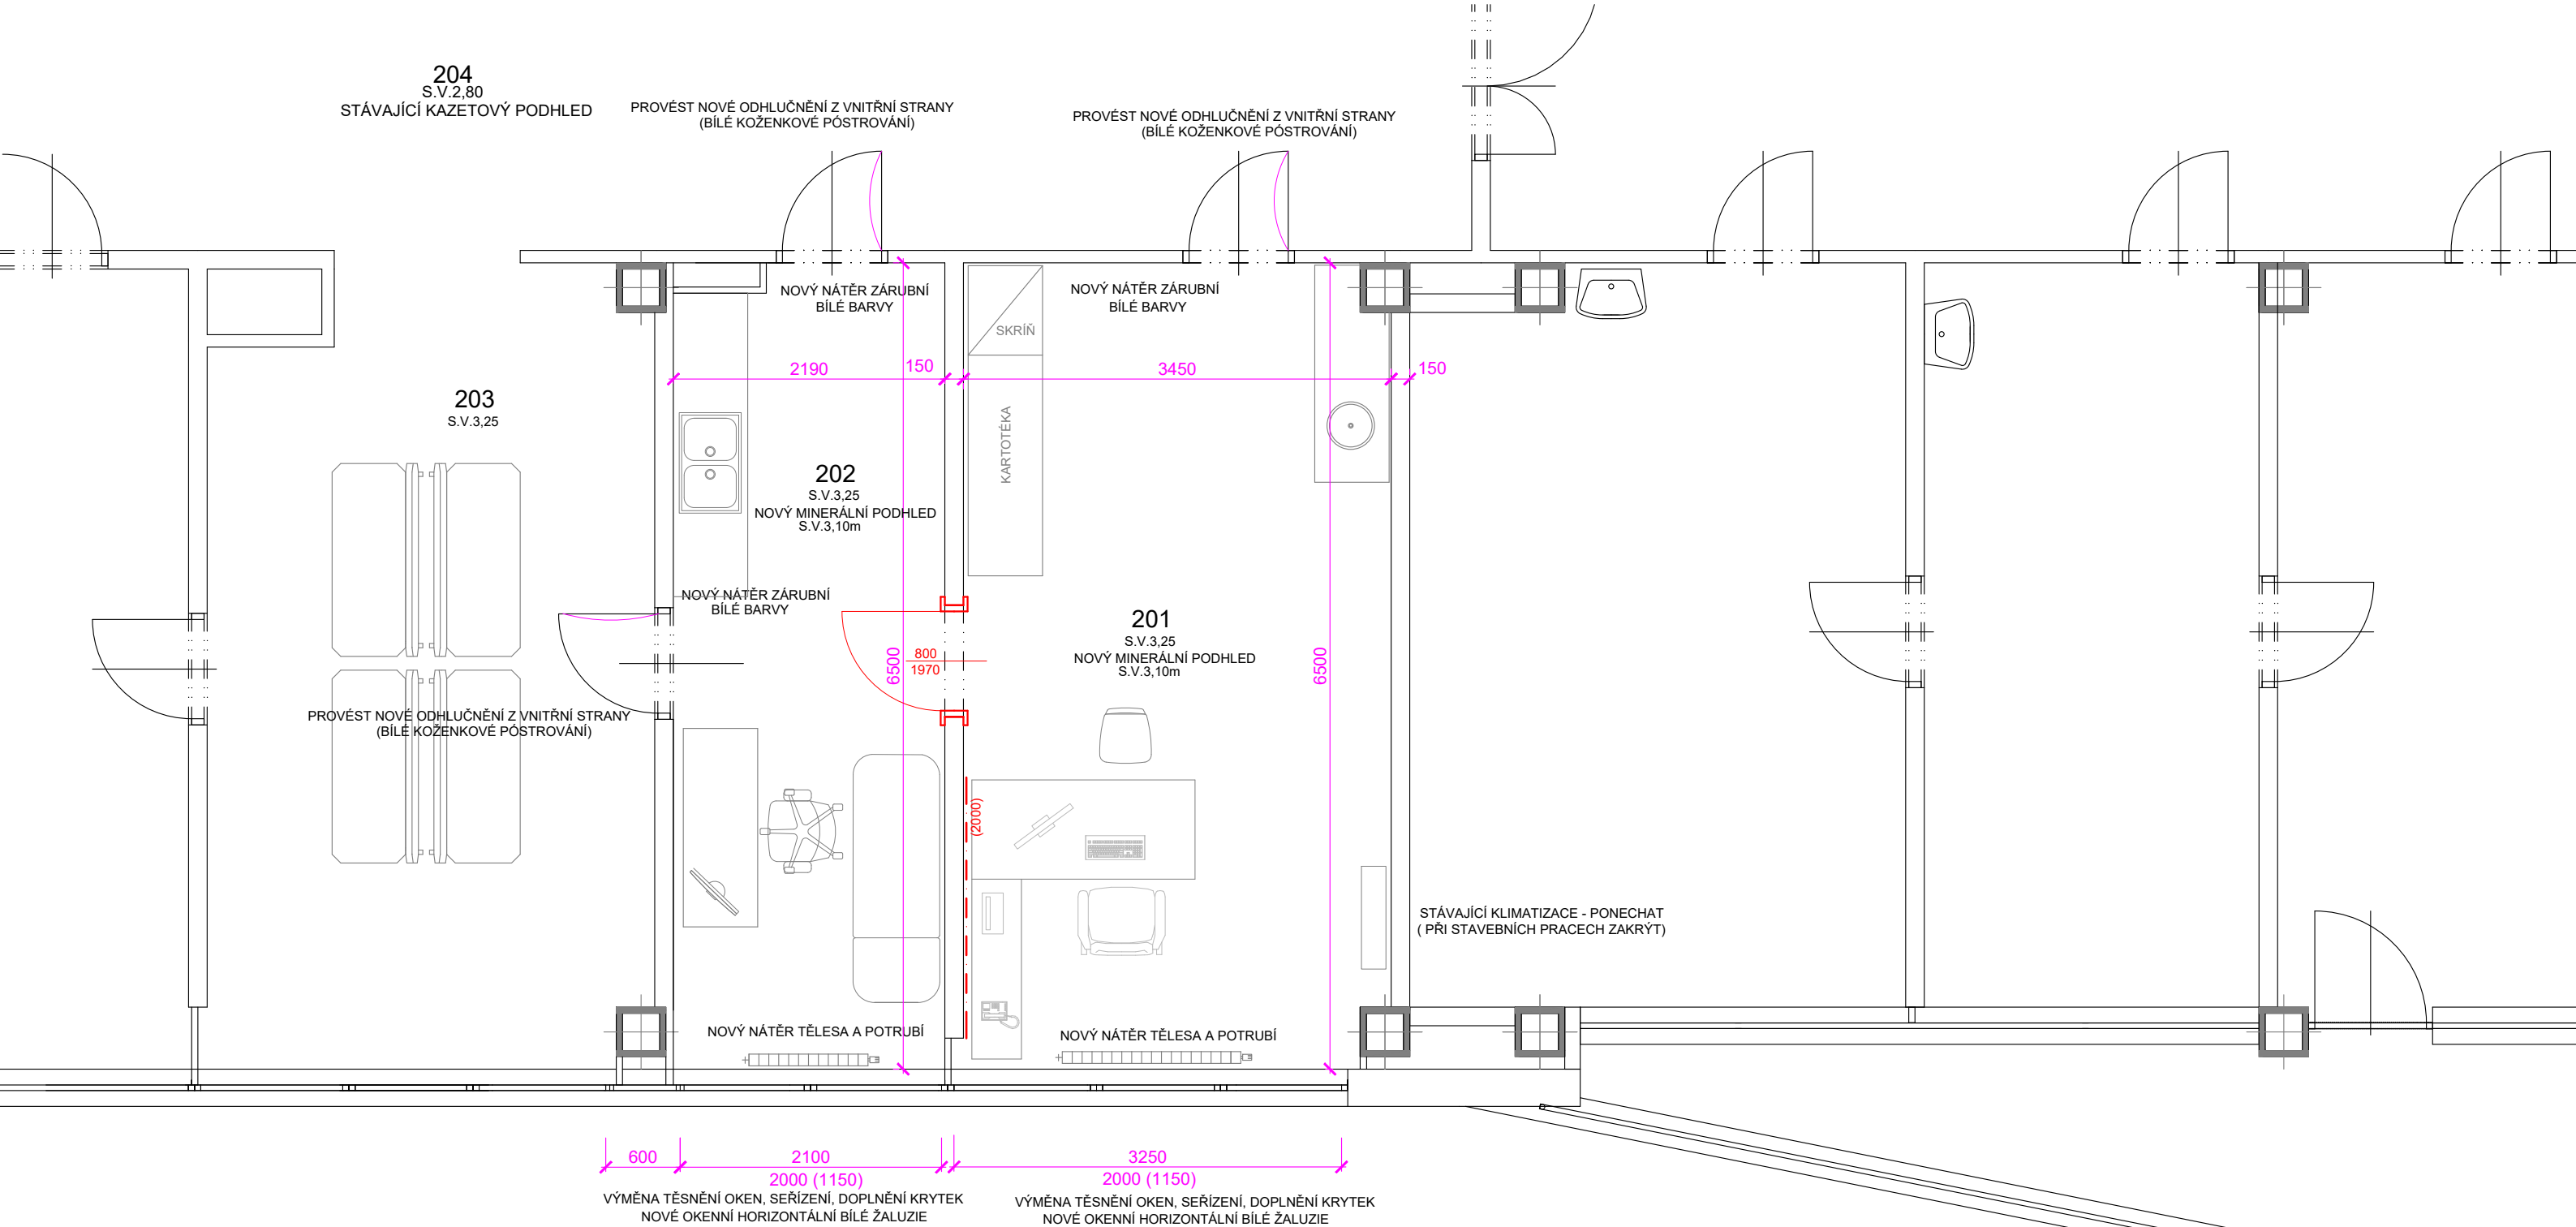 204
S.V.2,80
STÁVAJÍCÍ KAZETOVÝ PODHLED
PROVÉST NOVÉ ODHLUČNĚNÍ Z VNITŘNÍ STRANY
(BÍLÉ KOŽENKOVÉ PÓSTROVÁNÍ)
PROVÉST NOVÉ ODHLUČNĚNÍ Z VNITŘNÍ STRANY
(BÍLÉ KOŽENKOVÉ PÓSTROVÁNÍ)
NOVÝ NÁTĚR ZÁRUBNÍ
BÍLÉ BARVY
NOVÝ NÁTĚR ZÁRUBNÍ
BÍLÉ BARVY
SKRÍŇ
2190
150
3450
150
203
S.V.3,25
KARTOTÉKA
202
S.V.3,25
NOVÝ MINERÁLNÍ PODHLED
S.V.3,10m
NOVÝ NÁTĚR ZÁRUBNÍ
BÍLÉ BARVY
201
S.V.3,25
NOVÝ MINERÁLNÍ PODHLED
S.V.3,10m
6500
800
1970
6500
PROVÉST NOVÉ ODHLUČNĚNÍ Z VNITŘNÍ STRANY
(BÍLÉ KOŽENKOVÉ PÓSTROVÁNÍ)
(2000)
STÁVAJÍCÍ KLIMATIZACE - PONECHAT
( PŘI STAVEBNÍCH PRACECH ZAKRÝT)
NOVÝ NÁTĚR TĚLESA A POTRUBÍ
NOVÝ NÁTĚR TĚLESA A POTRUBÍ
600
2100
2000 (1150)
3250
2000 (1150)
VÝMĚNA TĚSNĚNÍ OKEN, SEŘÍZENÍ, DOPLNĚNÍ KRYTEK
NOVÉ OKENNÍ HORIZONTÁLNÍ BÍLÉ ŽALUZIE
VÝMĚNA TĚSNĚNÍ OKEN, SEŘÍZENÍ, DOPLNĚNÍ KRYTEK
NOVÉ OKENNÍ HORIZONTÁLNÍ BÍLÉ ŽALUZIE